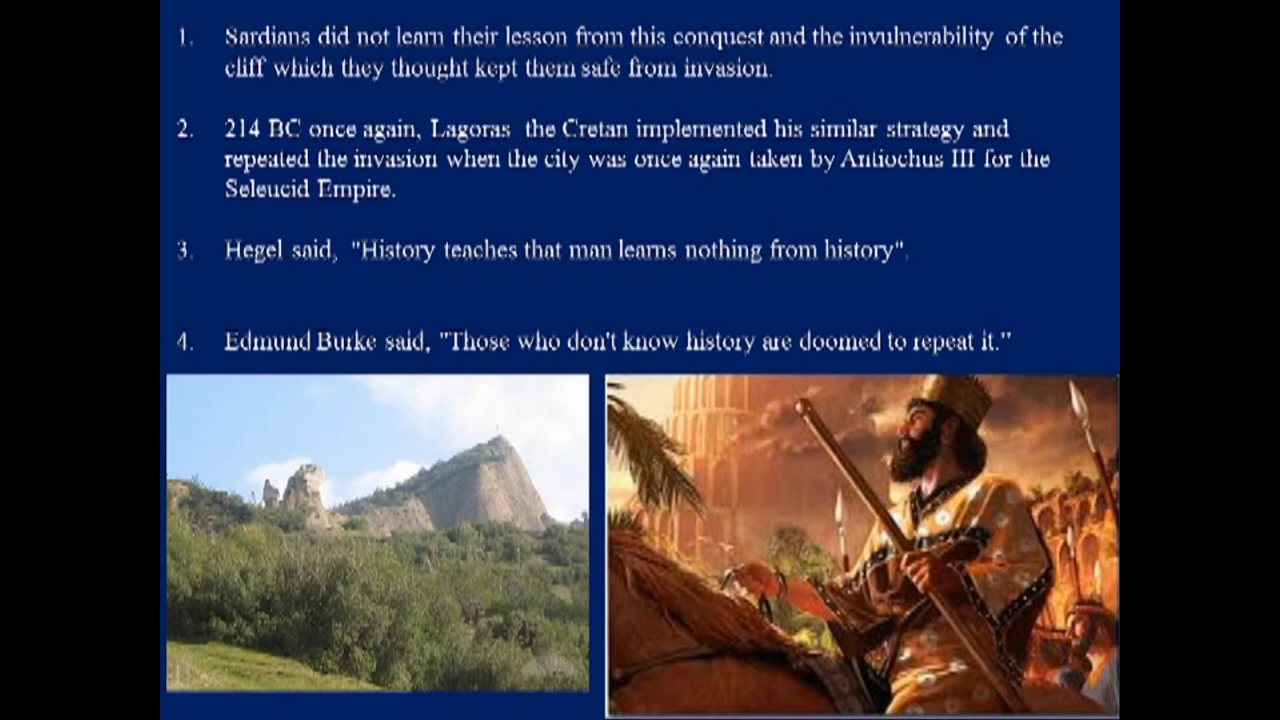 1. Sardians did not learn their lesson from this conquest and the invulnerability of the
cliff which they thought kept them safe from invasion.
2. 214 BC once again, Lagoras the Cretan implemented his similar strategy and
repeated the invasion when the city was once again taken by Antiochus III for the
Seleucid Empire.
3. Hegel said, "History teaches that man learns nothing from history".
4. Edmund Burke said, "Those who don't know history are doomed to repeat it."